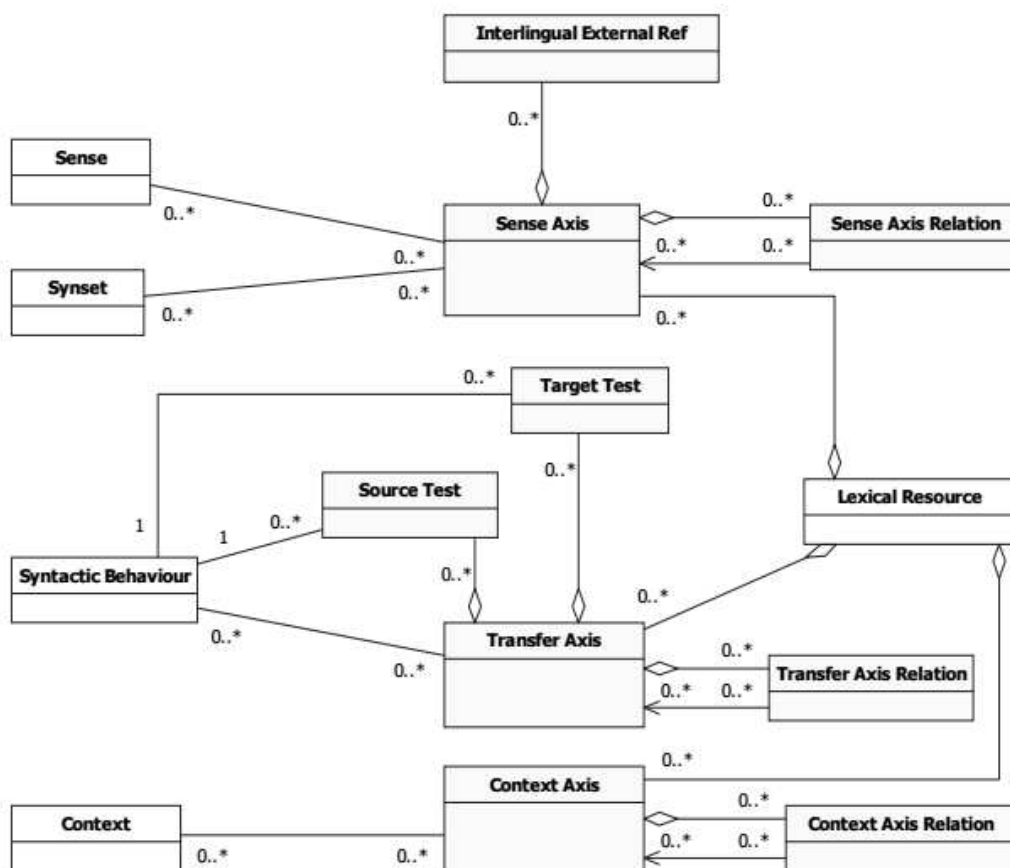 Interlingual External Ref
0..*
Sense
0..*
0..*
Sense Axis
0..*
Sense Axis Relation
0..*
0..*
Synset
0..*
0..*
0..*
0..*
Target Test
0..*
Source Test
Lexical Resource
1
1
0..*
Syntactic Behaviour
0..*
0..*
0..*
0..*
Transfer Axis
0..*
Transfer Axis Relation
0..*
0..*
0..*
Context Axis
0..*
Context
Context Axis Relation
0..*
0..*
0..*
0..*